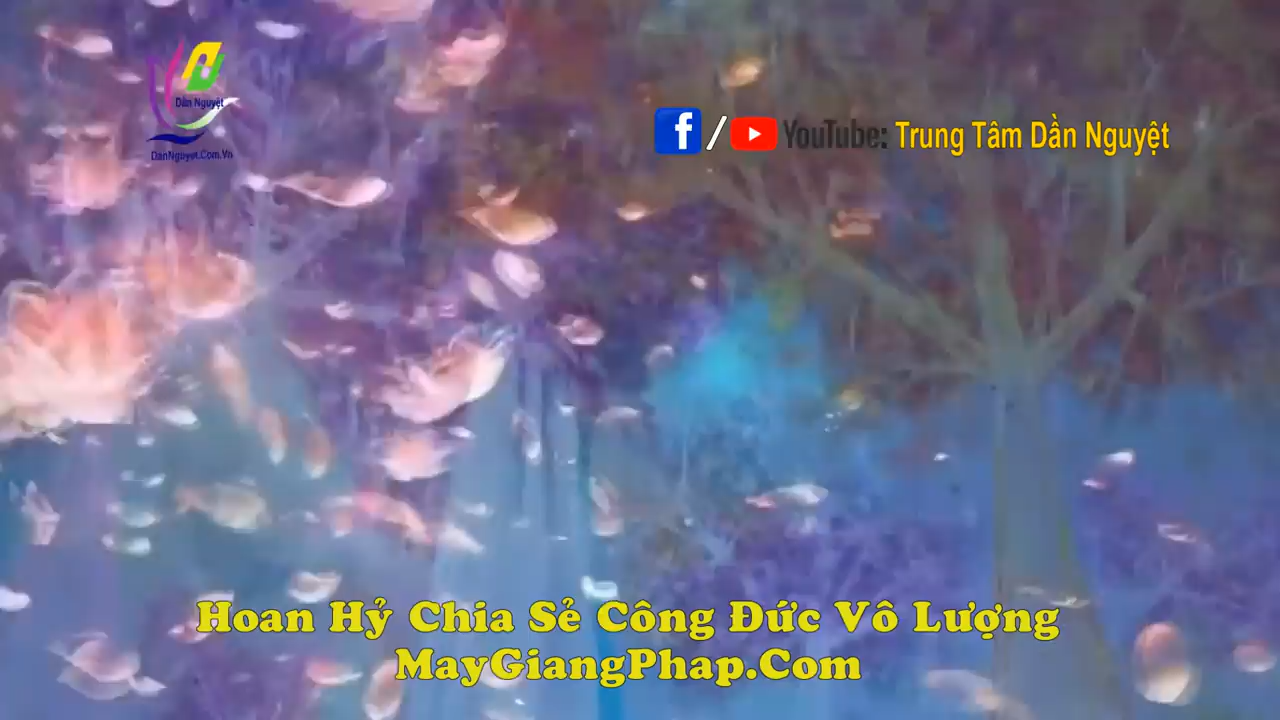 Dần Nguyệt
DanNguyet.Com.Vn
f / YouTube: Trung Tâm Dần Nguyệt
Hoan Hỷ Chia Sẻ Công Đức Vô Lượng
MayGiangPhap.Com